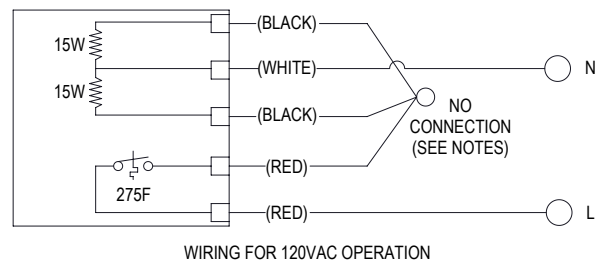 (BLACK)
15W
(WHITE)
N
15W
(BLACK)
NO
CONNECTION
(SEE NOTES)
(RED)
275F
(RED)
L
WIRING FOR 120VAC OPERATION